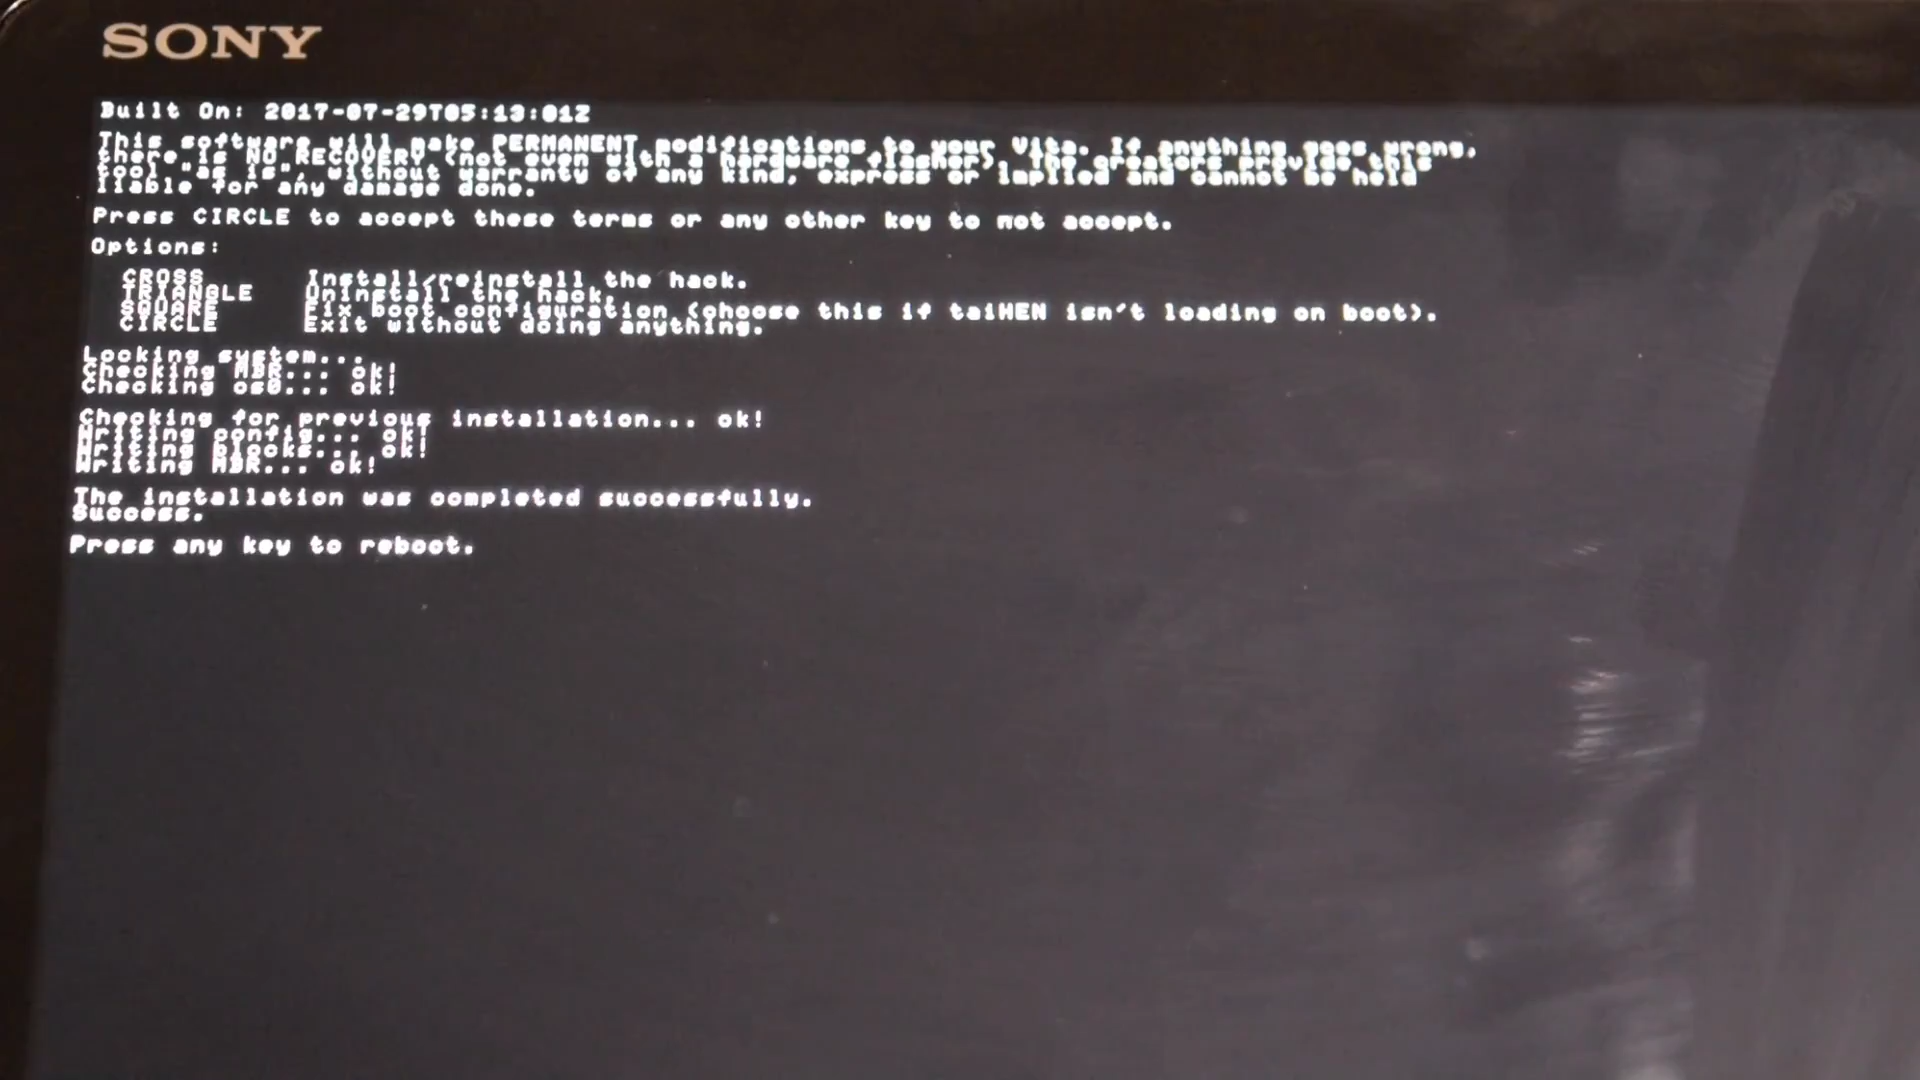 SONY
Built On: 2017-07-29T05:13:01Z
This software will make PERMANENT modifications to your Vita. If anything goes wrong,
there is NO RECOVERY (not even with a hardware flasher). The creators provide this
tool "as is", without warranty of any kind, express or implied and cannot be held
liable for any damage done.
Press CIRCLE to accept these terms or any other key to not accept.
Options:
CROSS Install/reinstall the hack.
TRIANGLE Uninstall the hack.
SQUARE Fix boot configuration (choose this if taiHEN isn't loading on boot).
CIRCLE Exit without doing anything.
Locking system...
Checking MBR... ok!
Checking os0... ok!
Checking for previous installation... ok!
Writing config... ok!
Writing blocks... ok!
Writing MBR... ok!
The installation was completed successfully.
Success.
Press any key to reboot.